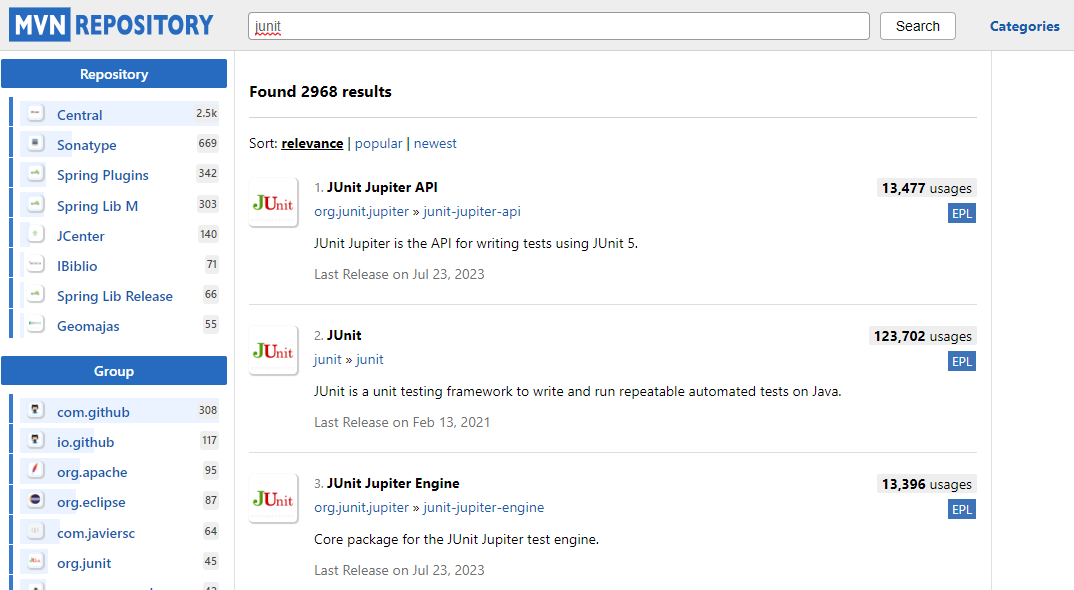 MVN REPOSITORY
junit
Search
Categories
Repository
Central 2.5k
Sonatype 669
Spring Plugins 342
Spring Lib M 303
JCenter 140
IBiblio 71
Spring Lib Release 66
Geomajas 55
Group
com.github 308
io.github 117
org.apache 95
org.eclipse 87
com.javiersc 64
org.junit 45
Found 2968 results
Sort: relevance | popular | newest
JUnit
1. JUnit Jupiter API
13,477 usages
org.junit.jupiter » junit-jupiter-api
EPL
JUnit Jupiter is the API for writing tests using JUnit 5.
Last Release on Jul 23, 2023
JUnit
2. JUnit
123,702 usages
junit » junit
EPL
JUnit is a unit testing framework to write and run repeatable automated tests on Java.
Last Release on Feb 13, 2021
JUnit
3. JUnit Jupiter Engine
13,396 usages
org.junit.jupiter » junit-jupiter-engine
EPL
Core package for the JUnit Jupiter test engine.
Last Release on Jul 23, 2023